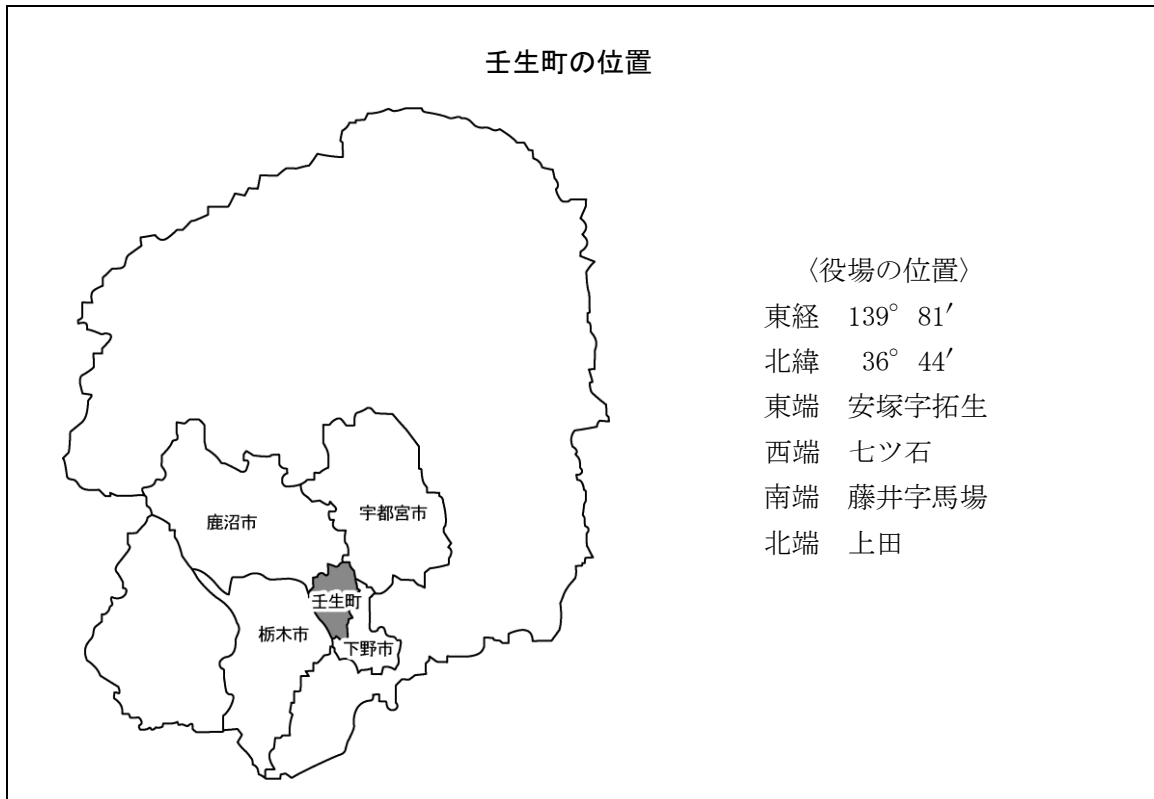 壬生町の位置
鹿沼市
宇都宮市
壬生町
栃木市
下野市
〈役場の位置〉
東経　139°　81′
北緯　36°　44′
東端　安塚字拓生
西端　七ツ石
南端　藤井字馬場
北端　上田